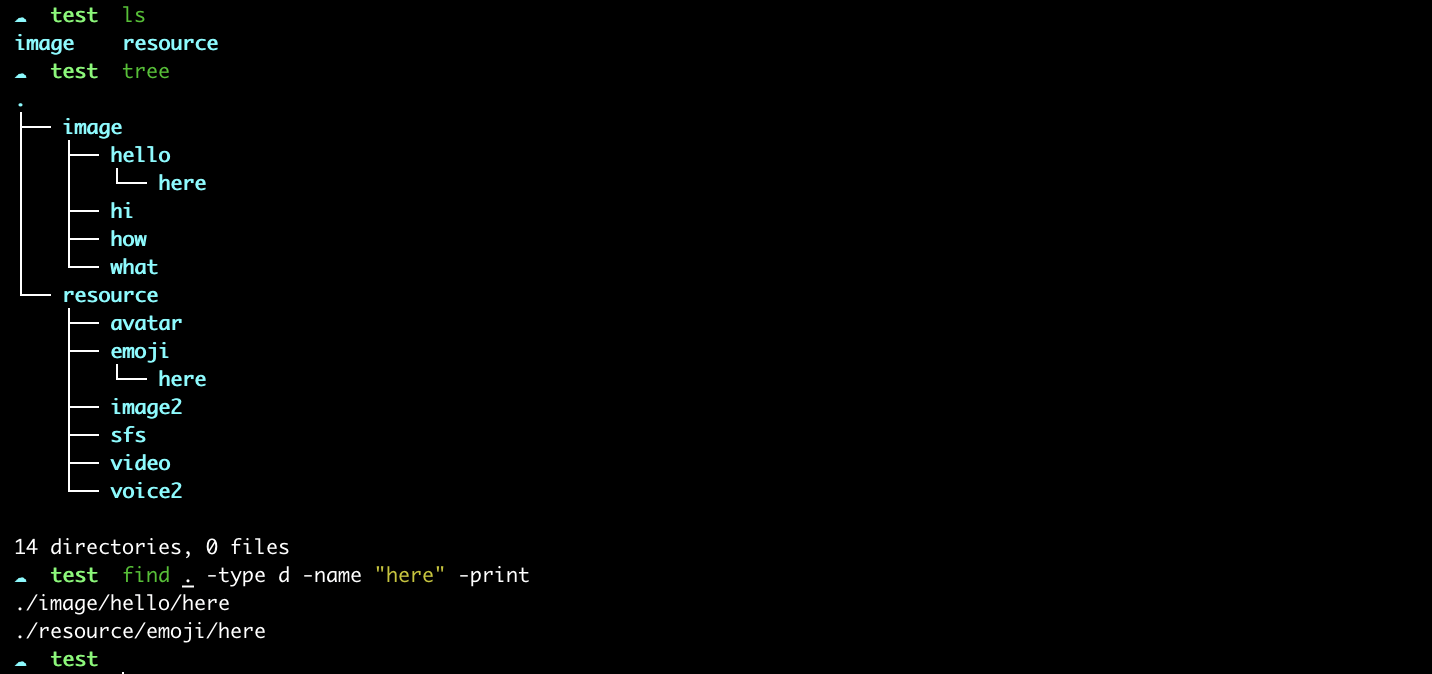 ☁  test  ls
image    resource
☁  test  tree
.
├── image
│   ├── hello
│   │   └── here
│   ├── hi
│   ├── how
│   └── what
└── resource
    ├── avatar
    ├── emoji
    │   └── here
    ├── image2
    ├── sfs
    ├── video
    └── voice2

14 directories, 0 files
☁  test  find . -type d -name "here" -print
./image/hello/here
./resource/emoji/here
☁  test